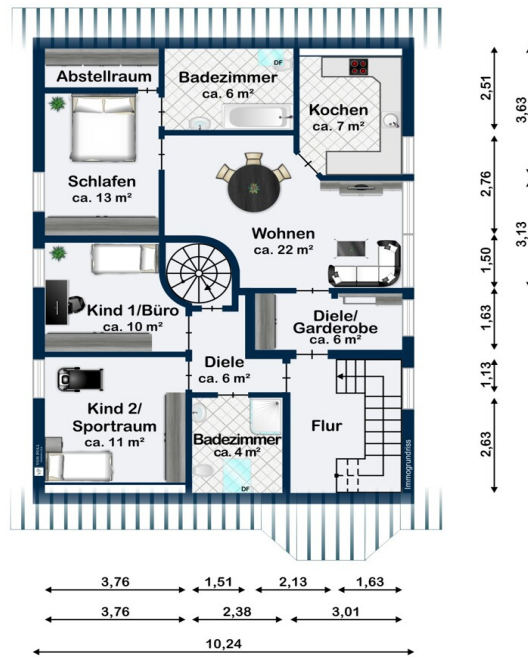 Abstellraum
Badezimmer
ca. 6 m²
DF
Kochen
ca. 7 m²
Schlafen
ca. 13 m²
Wohnen
ca. 22 m²
Kind 1/Büro
ca. 10 m²
Diele/
Garderobe
ca. 6 m²
Diele
ca. 6 m²
Kind 2/
Sportraum
ca. 11 m²
Badezimmer
ca. 4 m²
DF
Flur
Immogrundriss
2,51
3,63
2,76
3,13
1,50
1,63
1,13
2,63
3,76
1,51
2,13
1,63
3,76
2,38
3,01
10,24